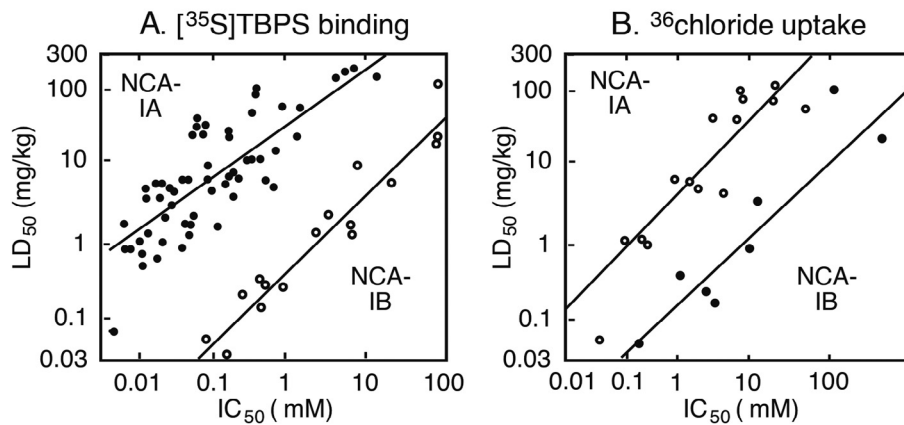 A. [³⁵S]TBPS binding
300
100
10
1
0.1
0.03
LD₅₀ (mg/kg)
NCA-
IA
NCA-
IB
0.01 0.1 1 10 100
IC₅₀ ( mM)
B. ³⁶chloride uptake
300
100
10
1
0.1
0.03
LD₅₀ (mg/kg)
NCA-
IA
NCA-
IB
0.01 0.1 1 10 100
IC₅₀ ( mM)